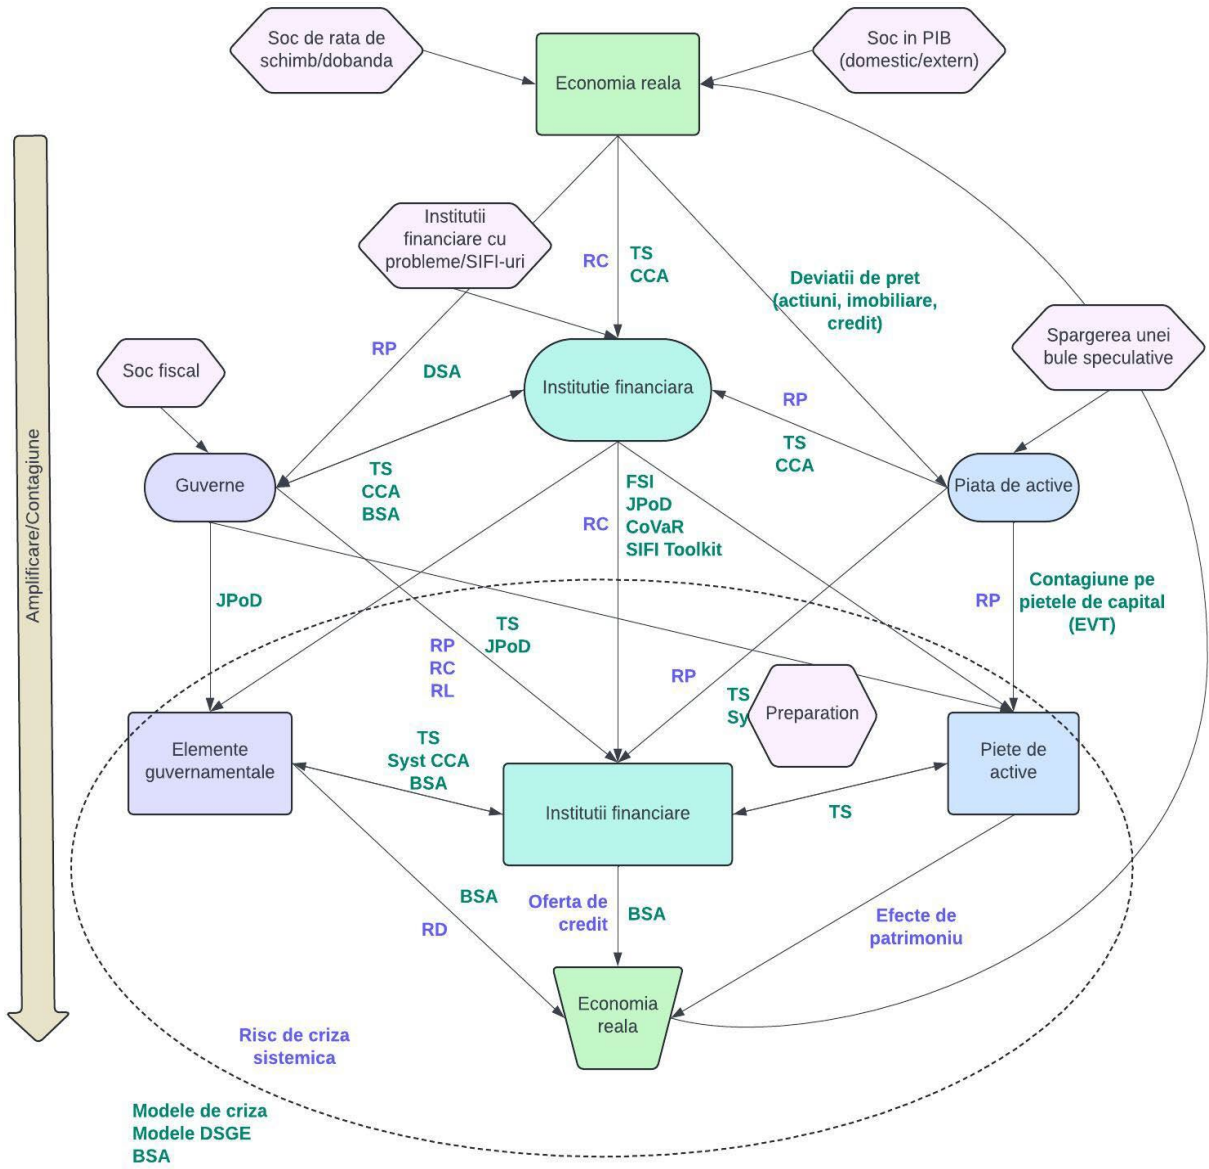 Soc de rata de
schimb/dobanda
Economia reala
Soc in PIB
(domestic/extern)
Institutii
financiare cu
probleme/SIFI-uri
RC
TS
CCA
Deviatii de pret
(actiuni, imobiliare,
credit)
Spargerea unei
bule speculative
Soc fiscal
RP
DSA
Institutie financiara
RP
TS
CCA
Guverne
TS
CCA
BSA
Piata de active
Amplificare/Contagiune
RC
FSI
JPoD
CoVaR
SIFI Toolkit
JPoD
RP
Contagiune pe
pietele de capital
(EVT)
TS
JPoD
RP
RC
RL
RP
TS
Sy
Preparation
Elemente
guvernamentale
TS
Syst CCA
BSA
Institutii financiare
TS
Piete de
active
BSA
RD
Oferta de
credit
BSA
Efecte de
patrimoniu
Economia
reala
Risc de criza
sistemica
Modele de criza
Modele DSGE
BSA